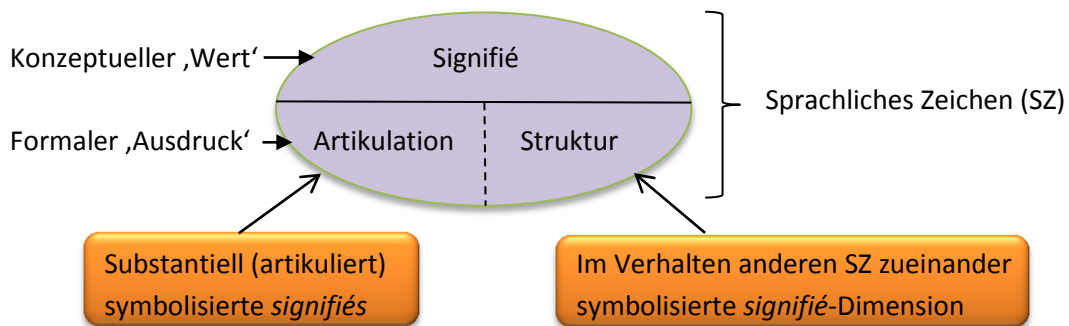 Konzeptueller ‚Wert‘
Signifié
Sprachliches Zeichen (SZ)
Formaler ‚Ausdruck‘
Artikulation
Struktur
Substantiell (artikuliert)
symbolisierte signifiés
Im Verhalten anderen SZ zueinander
symbolisierte signifié-Dimension